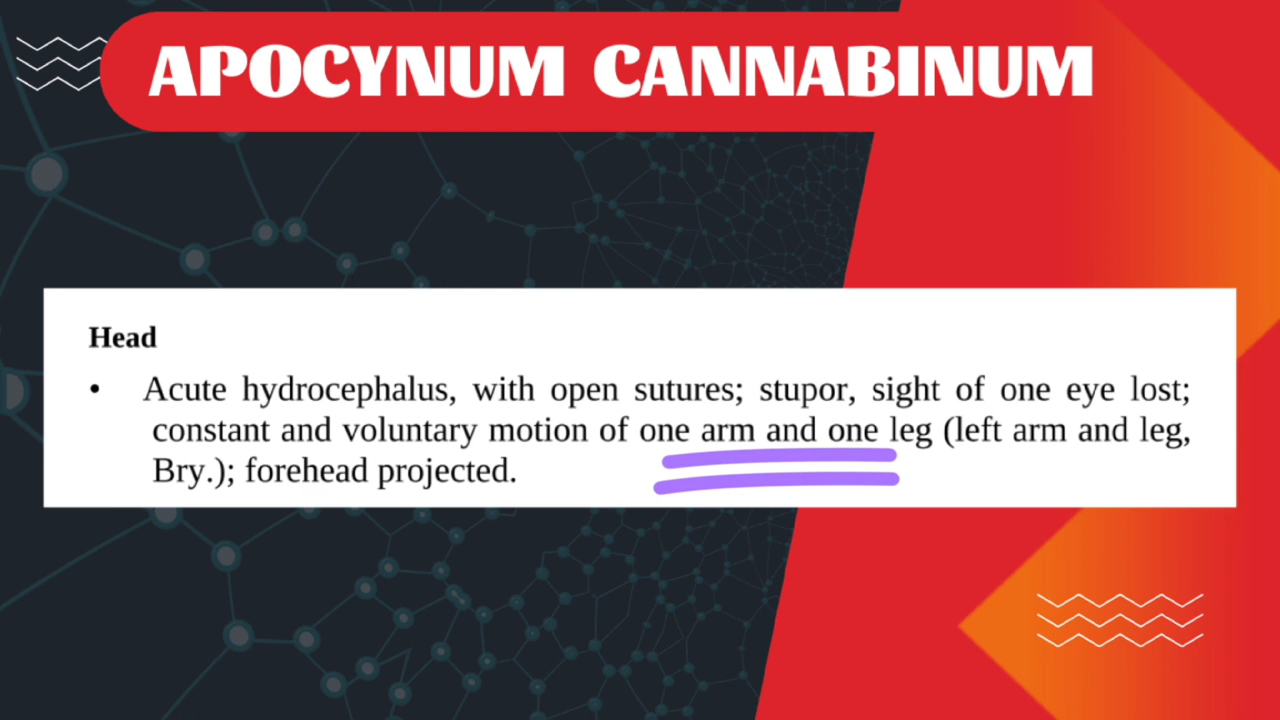 APOCYNUM CANNABINUM
Head
• Acute hydrocephalus, with open sutures; stupor, sight of one eye lost;
constant and voluntary motion of one arm and one leg (left arm and leg,
Bry.); forehead projected.